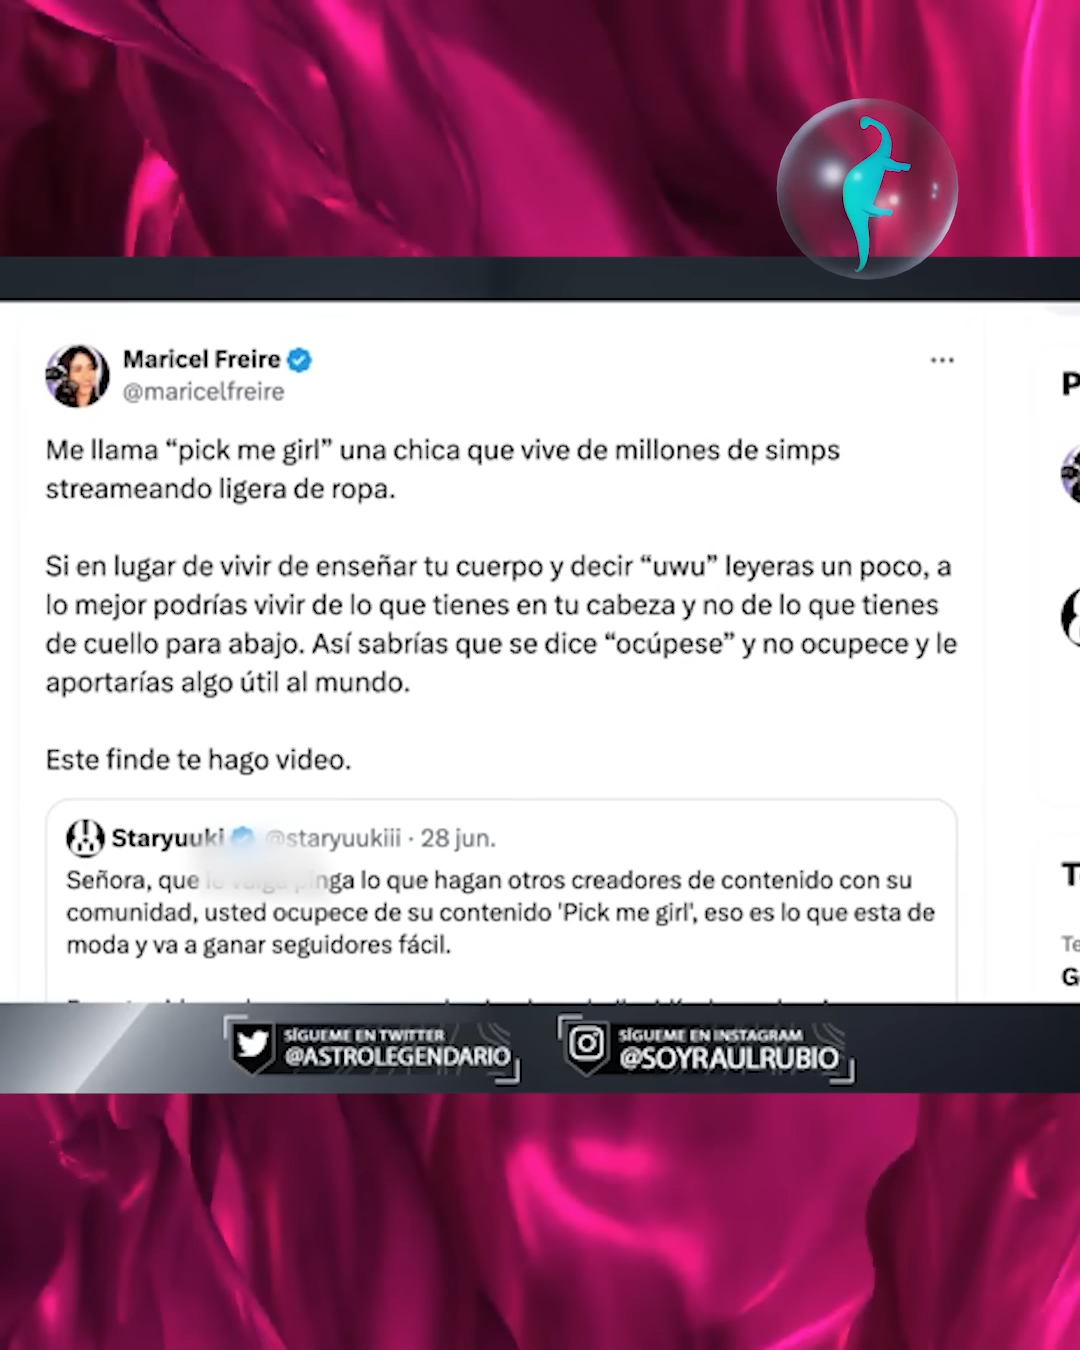 Maricel Freire
@maricelfreire
Me llama “pick me girl” una chica que vive de millones de simps
streameando ligera de ropa.
Si en lugar de vivir de enseñar tu cuerpo y decir “uwu” leyeras un poco, a
lo mejor podrías vivir de lo que tienes en tu cabeza y no de lo que tienes
de cuello para abajo. Así sabrías que se dice “ocúpese” y no ocupece y le
aportarías algo útil al mundo.
Este finde te hago video.
Staryuuki @staryuukiii · 28 jun.
Señora, que lo que hagan otros creadores de contenido con su
comunidad, usted ocupece de su contenido 'Pick me girl', eso es lo que esta de
moda y va a ganar seguidores fácil.
SÍGUEME EN TWITTER
@ASTROLEGENDARIO
SÍGUEME EN INSTAGRAM
@SOYRAULRUBIO